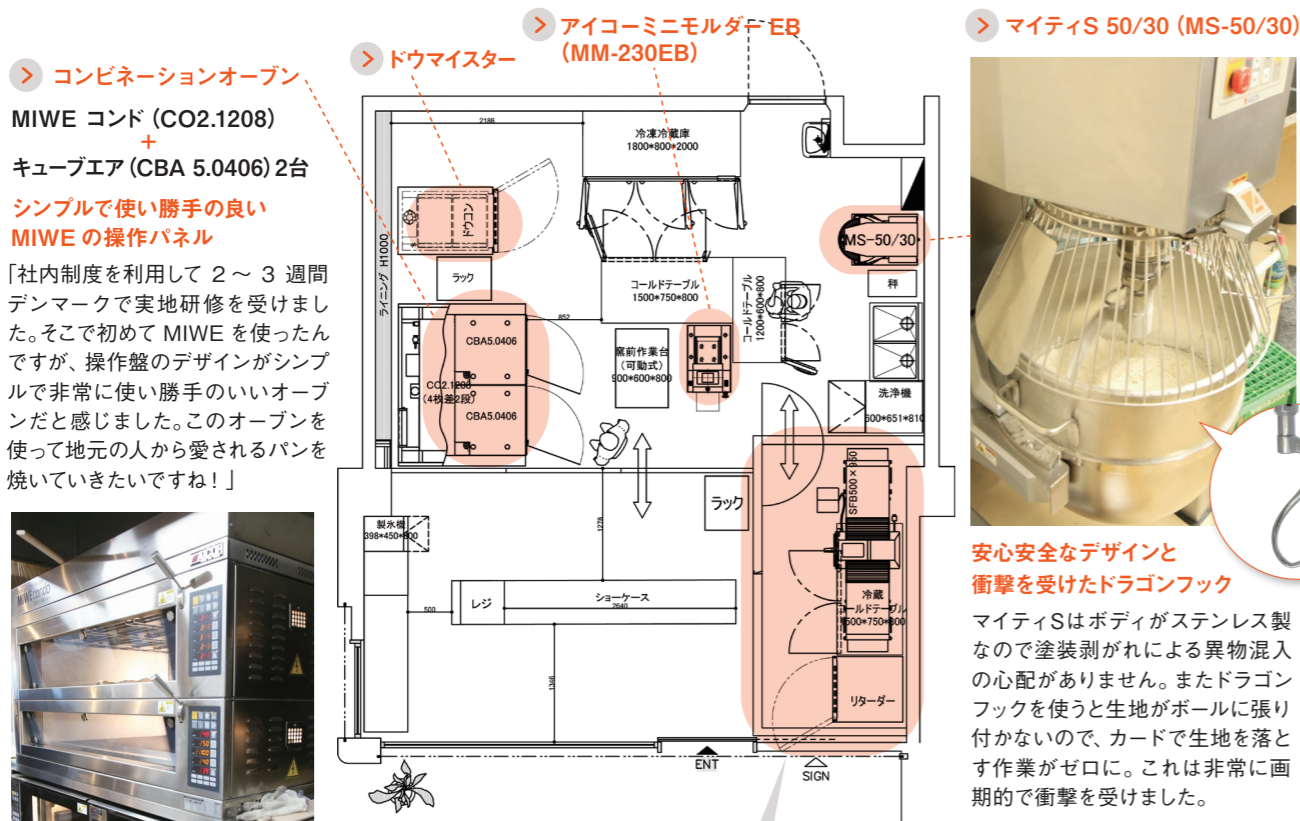 コンビネーションオーブン
MIWE コンド (CO2.1208)
+
キューブエア (CBA 5.0406) 2台
シンプルで使い勝手の良い
MIWE の操作パネル
「社内制度を利用して 2 〜 3 週間
デンマークで実地研修を受けまし
た。そこで初めて MIWE を使ったん
ですが、操作盤のデザインがシンプ
ルで非常に使い勝手のいいオーブ
ンだと感じました。このオーブンを
使って地元の人から愛されるパンを
焼いていきたいですね！」
MIWE condo
ドウマイスター
アイコーミニモルダー EB
(MM-230EB)
2186
冷凍冷蔵庫
1800*800*2000
ドウコン
ライニング H1000
ラック
MS-50/30
秤
コールドテーブル
1500*750*800
コールドテーブル
1200*600*800
852
CBA5.0406
窯前作業台
(可動式)
900*600*800
CO2.1208
(4枚差2段)
CBA5.0406
洗浄機
600*651*810
ラック
SFB500×950
製氷機
398*450*800
1278
冷蔵
コールドテーブル
1500*750*800
500
レジ
ショーケース
2640
1346
リターダー
ENT
SIGN
マイティS 50/30 (MS-50/30)
安心安全なデザインと
衝撃を受けたドラゴンフック
マイティSはボディがステンレス製
なので塗装剥がれによる異物混入
の心配がありません。またドラゴン
フックを使うと生地がボールに張り
付かないので、カードで生地を落と
す作業がゼロに。これは非常に画
期的で衝撃を受けました。